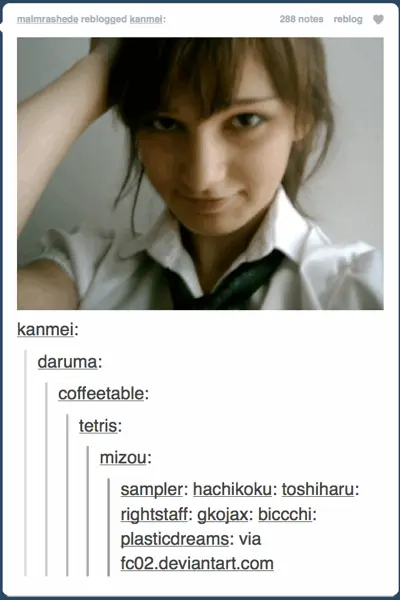 malmrashede reblogged kanmei: 288 notes reblog
kanmei:
daruma:
coffeetable:
tetris:
mizou:
sampler: hachikoku: toshiharu:
rightstaff: gkojax: biccchi:
plasticdreams: via
fc02.deviantart.com